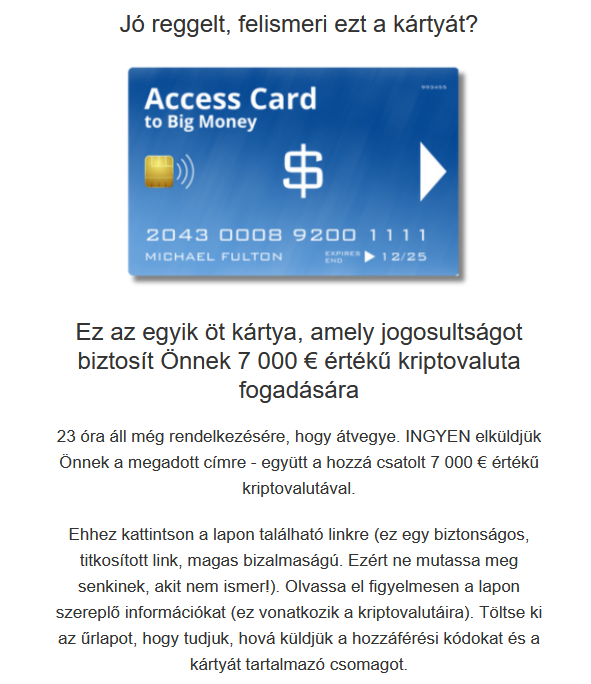 Jó reggelt, felismeri ezt a kártyát?
Access Card
to Big Money
993455
$
2043 0008 9200 1111
MICHAEL FULTON
EXPIRES
END
12/25
Ez az egyik öt kártya, amely jogosultságot
biztosít Önnek 7 000 € értékű kriptovaluta
fogadására
23 óra áll még rendelkezésére, hogy átvegye. INGYEN elküldjük
Önnek a megadott címre - együtt a hozzá csatolt 7 000 € értékű
kriptovalutával.
Ehhez kattintson a lapon található linkre (ez egy biztonságos,
titkosított link, magas bizalmaságú. Ezért ne mutassa meg
senkinek, akit nem ismer!). Olvassa el figyelmesen a lapon
szereplő információkat (ez vonatkozik a kriptovalutáira). Töltse ki
az űrlapot, hogy tudjuk, hová küldjük a hozzáférési kódokat és a
kártyát tartalmazó csomagot.